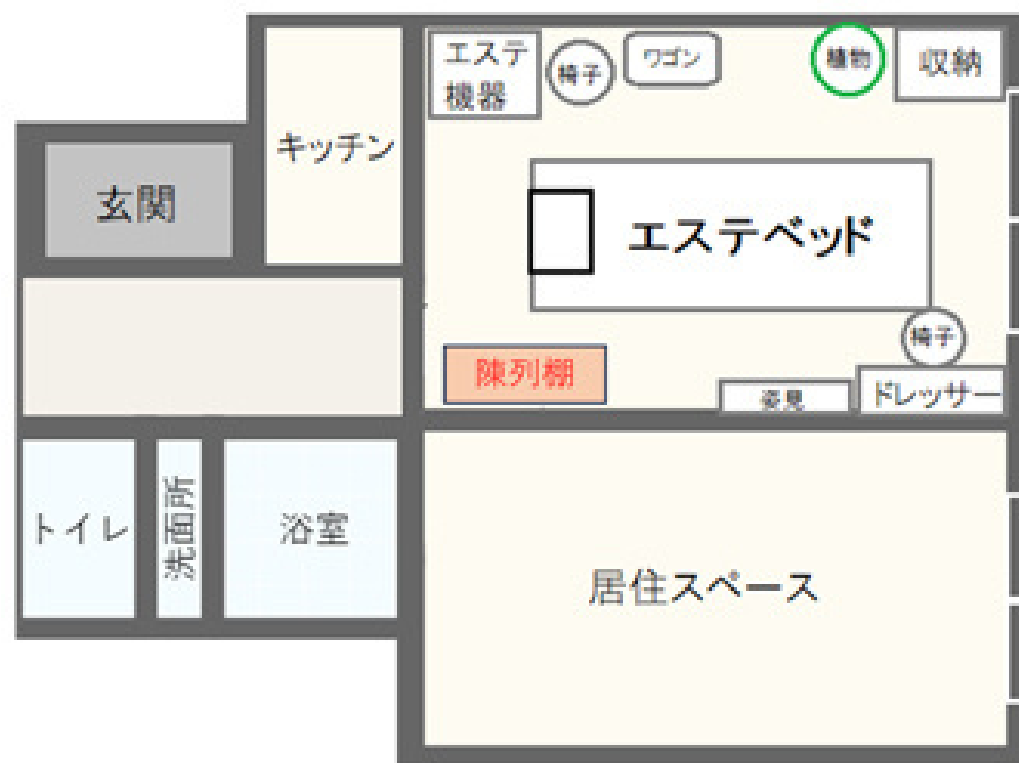 エステ
機器
椅子
ワゴン
植物
収納
キッチン
玄関
エステベッド
椅子
陳列棚
姿見
ドレッサー
トイレ
洗面所
浴室
居住スペース